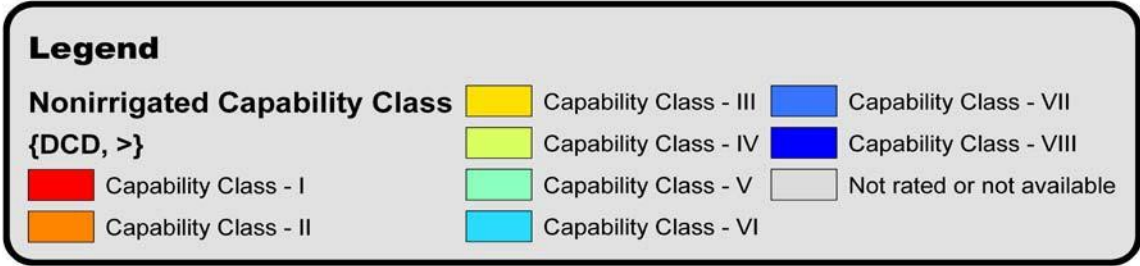 Legend
Nonirrigated Capability Class
{DCD, >}
Capability Class - I
Capability Class - II
Capability Class - III
Capability Class - IV
Capability Class - V
Capability Class - VI
Capability Class - VII
Capability Class - VIII
Not rated or not available